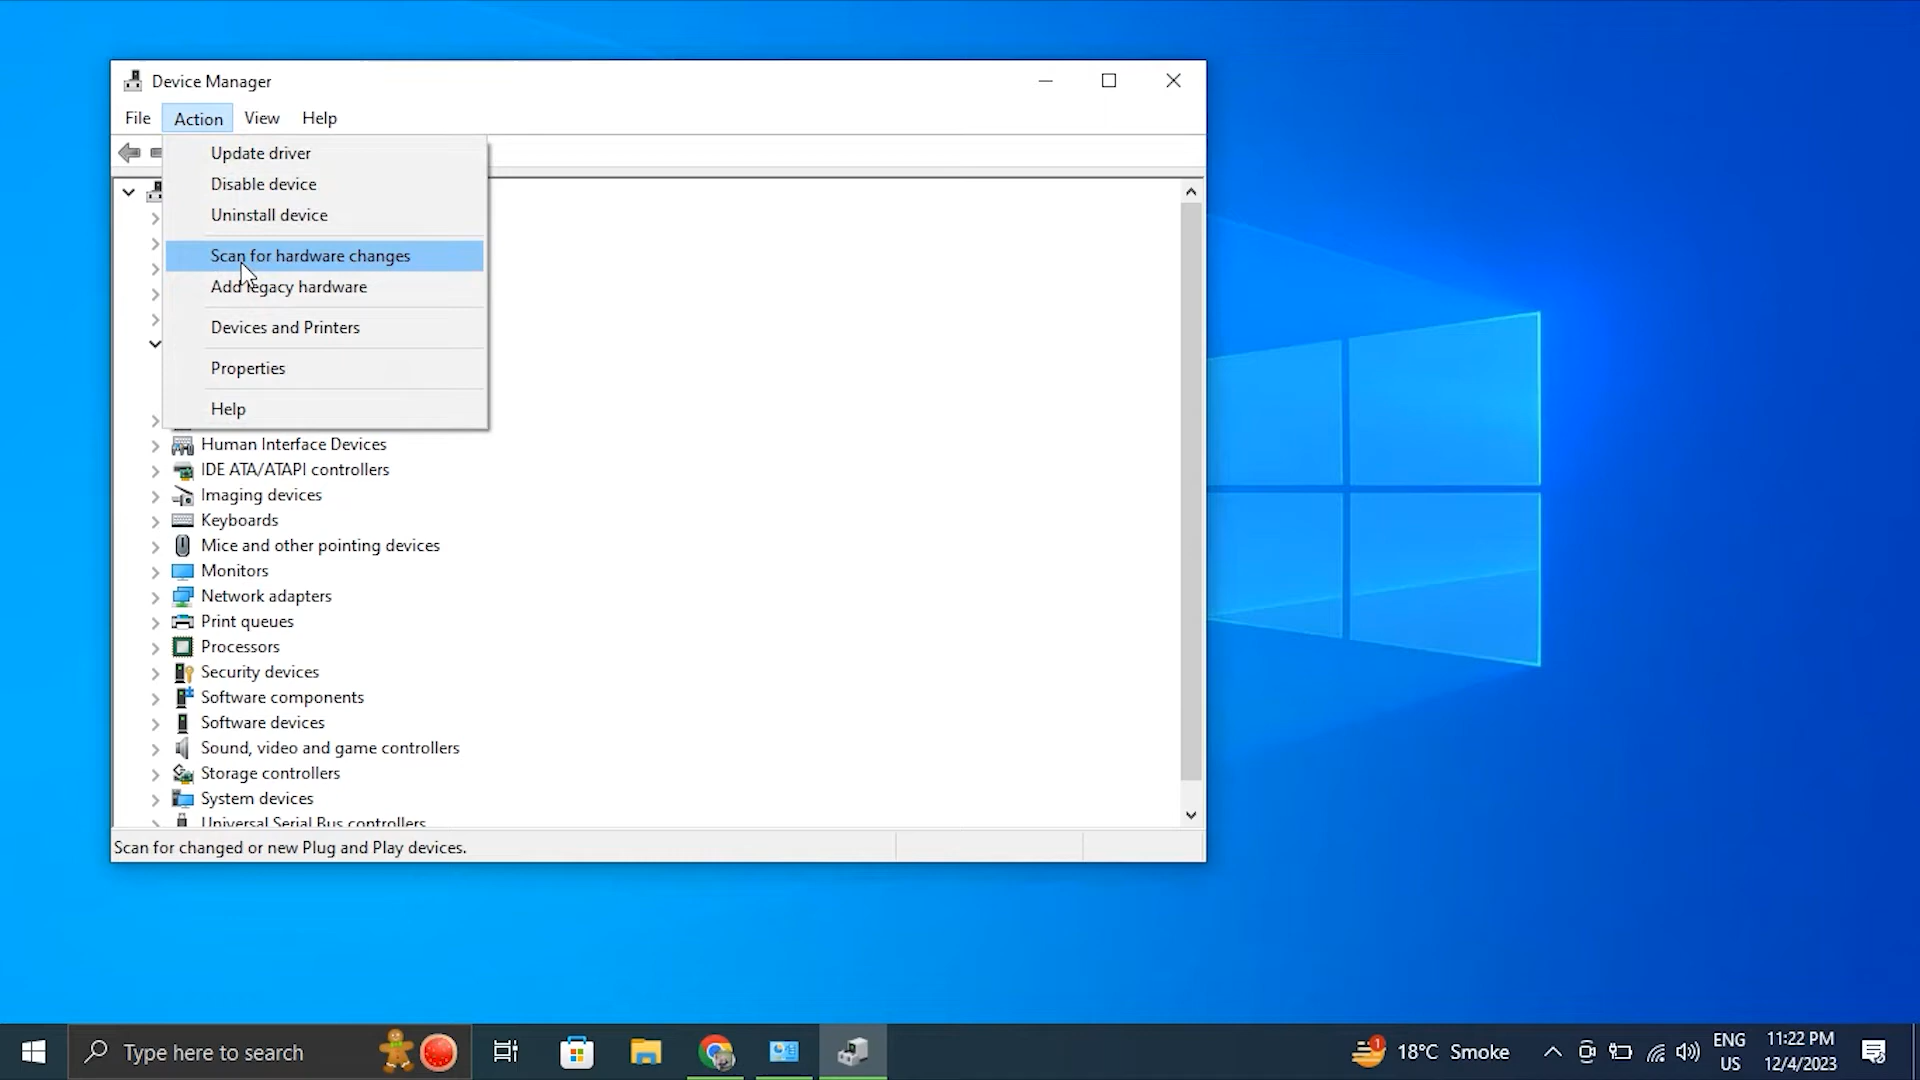 Device Manager
File Action View Help
Update driver
Disable device
Uninstall device
Scan for hardware changes
Add legacy hardware
Devices and Printers
Properties
Help
Human Interface Devices
IDE ATA/ATAPI controllers
Imaging devices
Keyboards
Mice and other pointing devices
Monitors
Network adapters
Print queues
Processors
Security devices
Software components
Software devices
Sound, video and game controllers
Storage controllers
System devices
Universal Serial Bus controllers
Scan for changed or new Plug and Play devices.
Type here to search
1
18°C Smoke
ENG
US
11:22 PM
12/4/2023